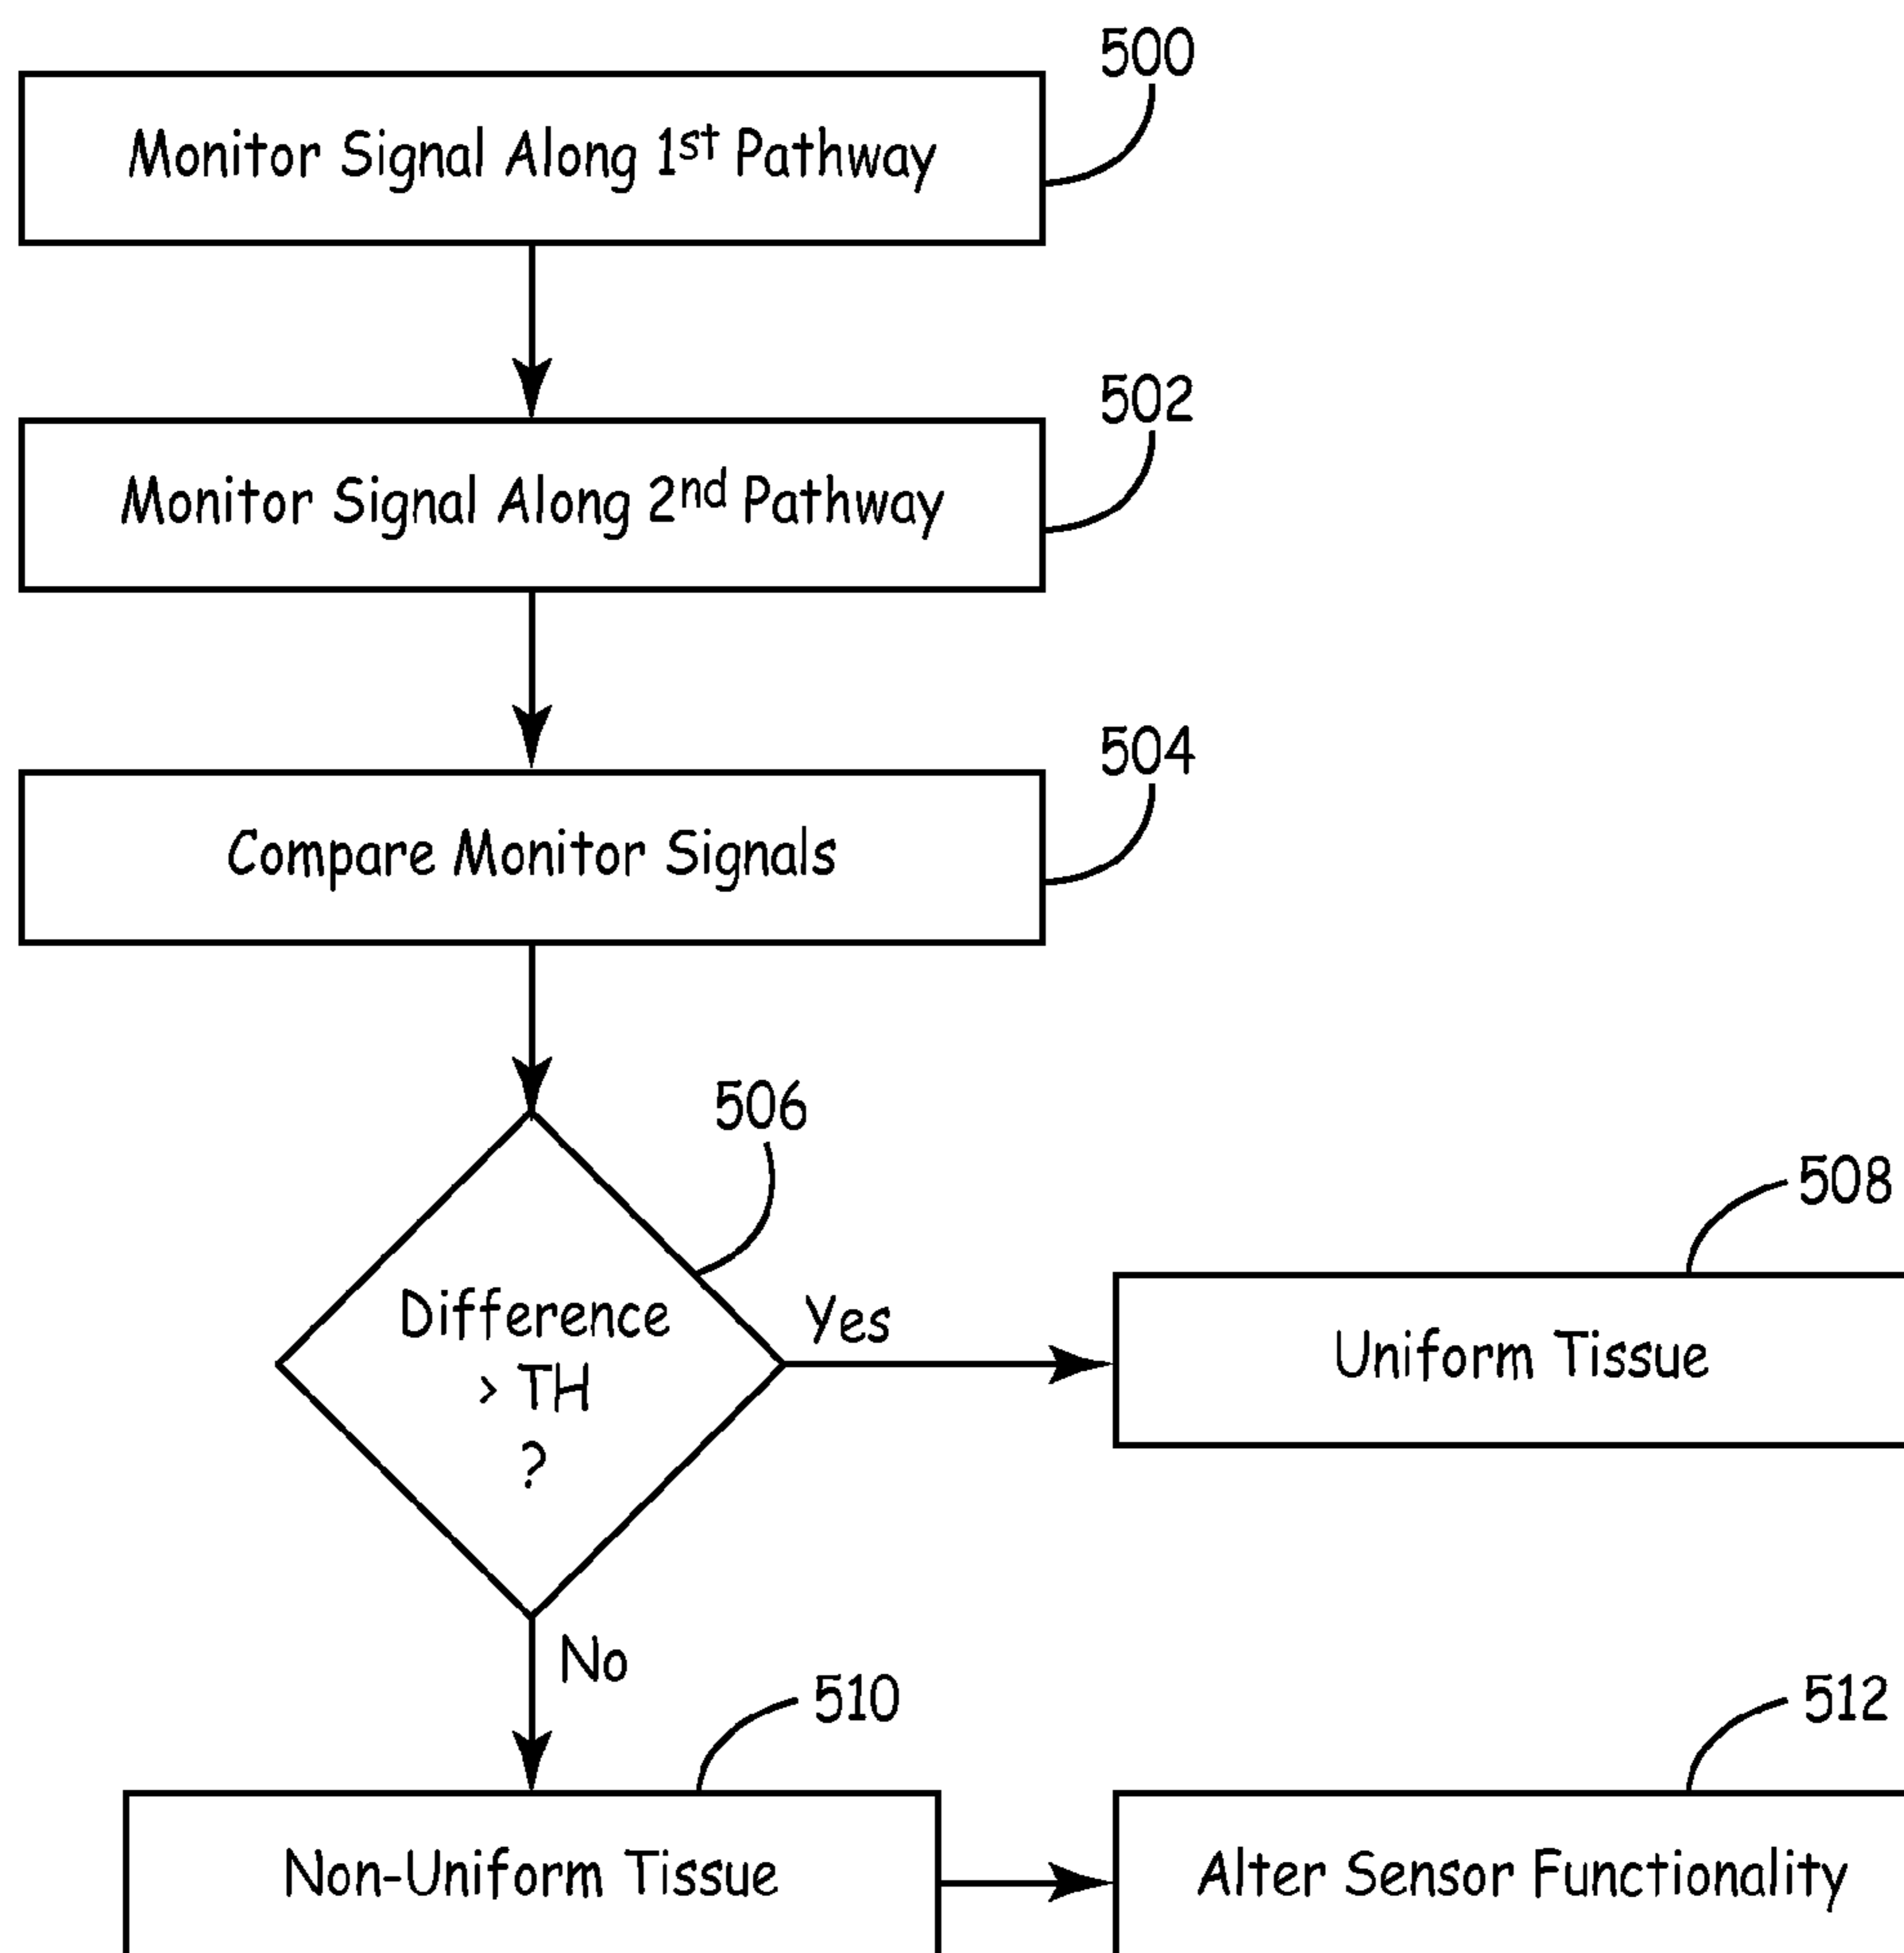 500
Monitor Signal Along 1st Pathway
502
Monitor Signal Along 2nd Pathway
504
Compare Monitor Signals
506
508
Difference
> TH
?
Yes
Uniform Tissue
No
510
512
Non-Uniform Tissue
Alter Sensor Functionality